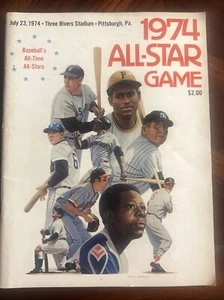 July 23, 1974 • Three Rivers Stadium • Pittsburgh, Pa.
1974
ALL-STAR
GAME
$2.00
Baseball's
All-Time
All-Stars